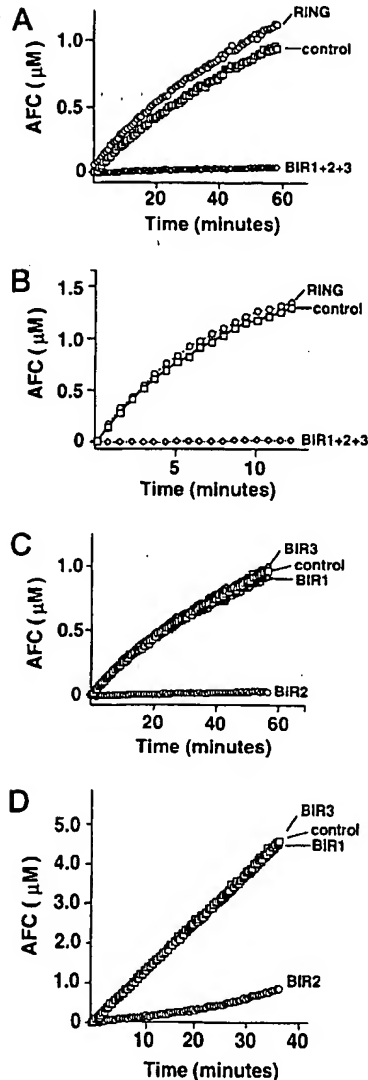 A
AFC (µM)
1.0
0.5
0
RING
control
BIR1+2+3
20 40 60
Time (minutes)
B
AFC (µM)
1.5
1.0
0.5
0
RING
control
BIR1+2+3
5 10
Time (minutes)
C
AFC (µM)
1.0
0.5
0
BIR3
control
BIR1
BIR2
20 40 60
Time (minutes)
D
AFC (µM)
5.0
4.0
3.0
2.0
1.0
0
BIR3
control
BIR1
BIR2
10 20 30 40
Time (minutes)